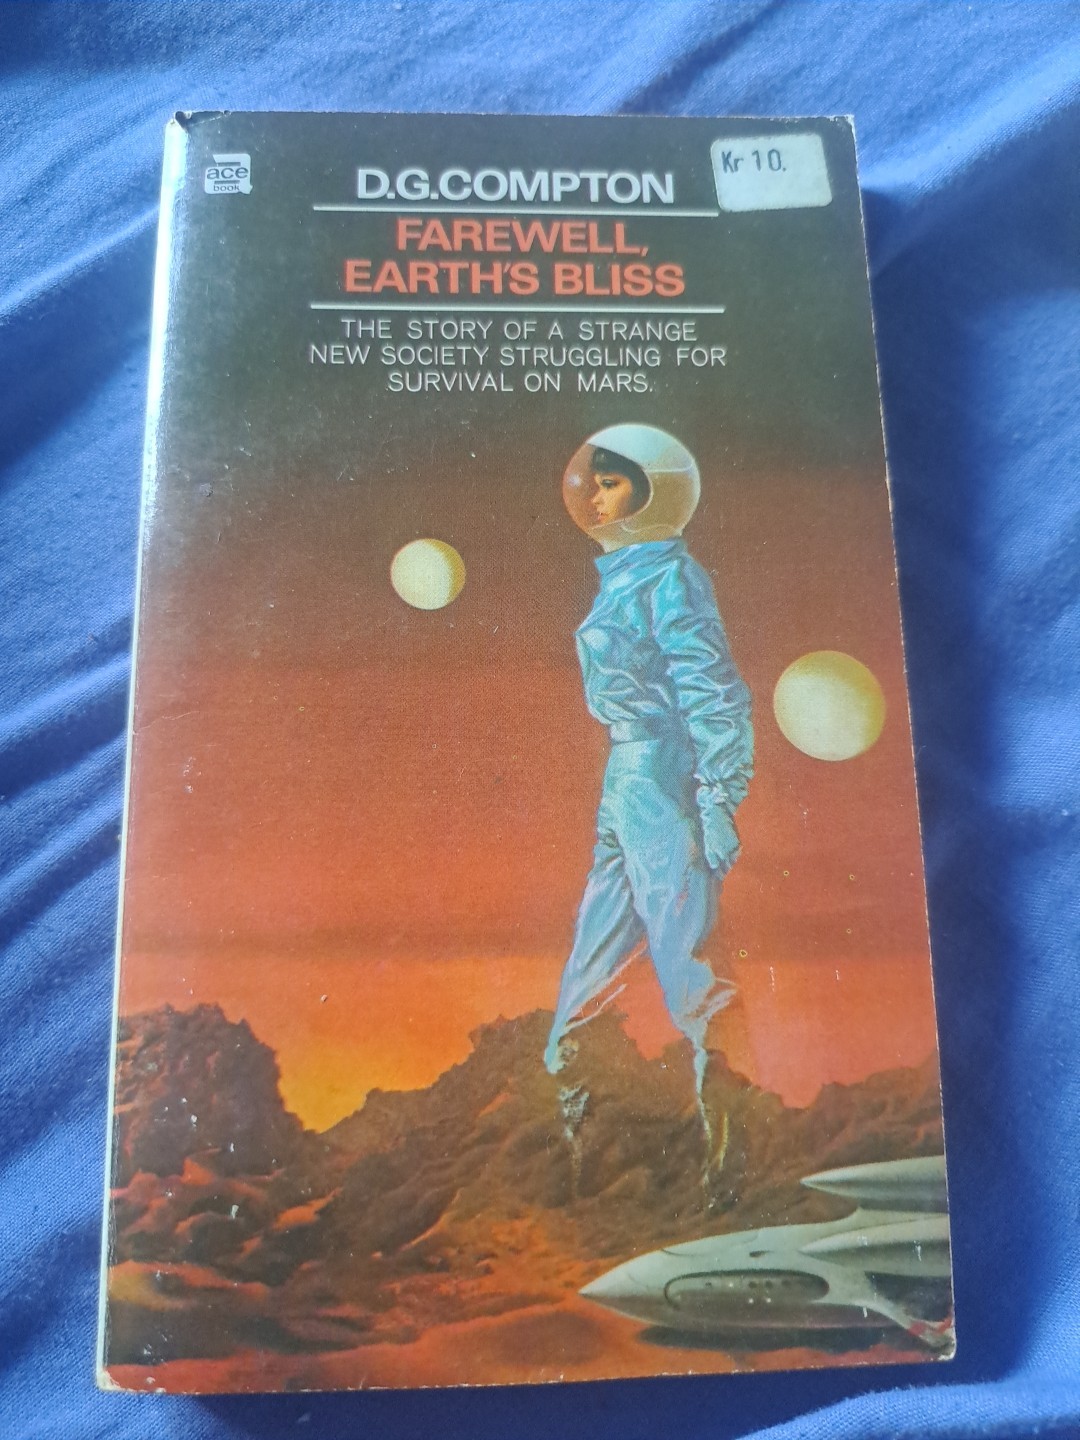 ace
book
Kr 10.
D.G.COMPTON
FAREWELL,
EARTH'S BLISS
THE STORY OF A STRANGE
NEW SOCIETY STRUGGLING FOR
SURVIVAL ON MARS.